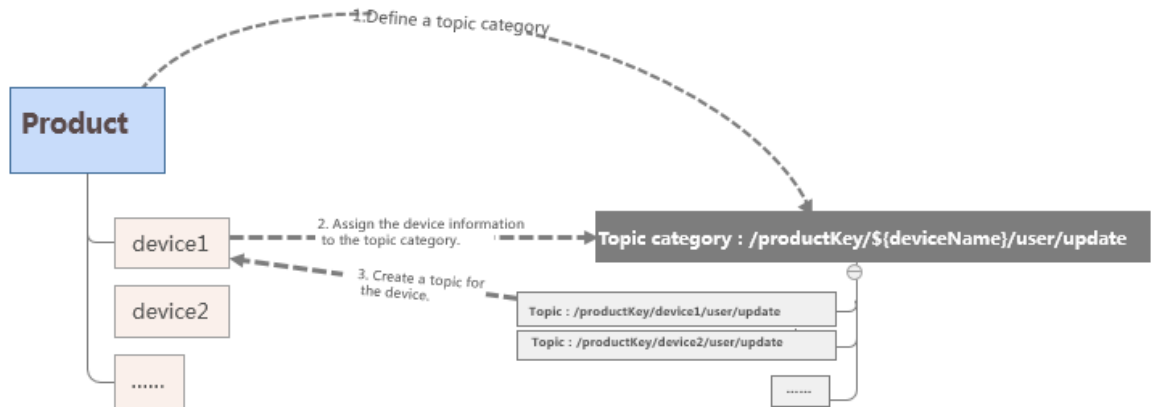 1.Define a topic category
Product
2. Assign the device information
to the topic category.
device1
Topic category : /productKey/${deviceName}/user/update
3. Create a topic for
the device.
device2
Topic : /productKey/device1/user/update
Topic : /productKey/device2/user/update
......
......